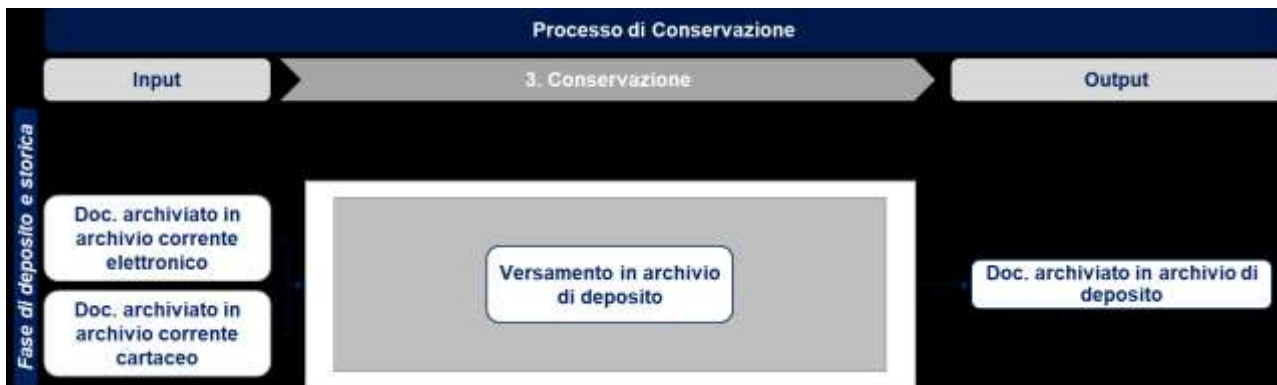 Processo di Conservazione
Input
3. Conservazione
Output
Fase di deposito e storica
Doc. archiviato in
archivio corrente
elettronico
Doc. archiviato in
archivio corrente
cartaceo
Versamento in archivio
di deposito
Doc. archiviato in archivio di
deposito